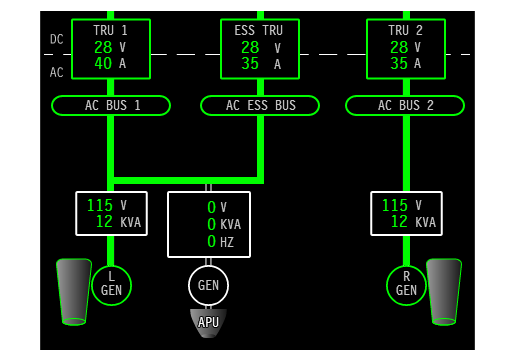 TRU 1
28 V
40 A
ESS TRU
28 V
35 A
TRU 2
28 V
35 A
DC
AC
AC BUS 1
AC ESS BUS
AC BUS 2
115 V
12 KVA
0 V
0 KVA
0 HZ
115 V
12 KVA
L
GEN
GEN
APU
R
GEN